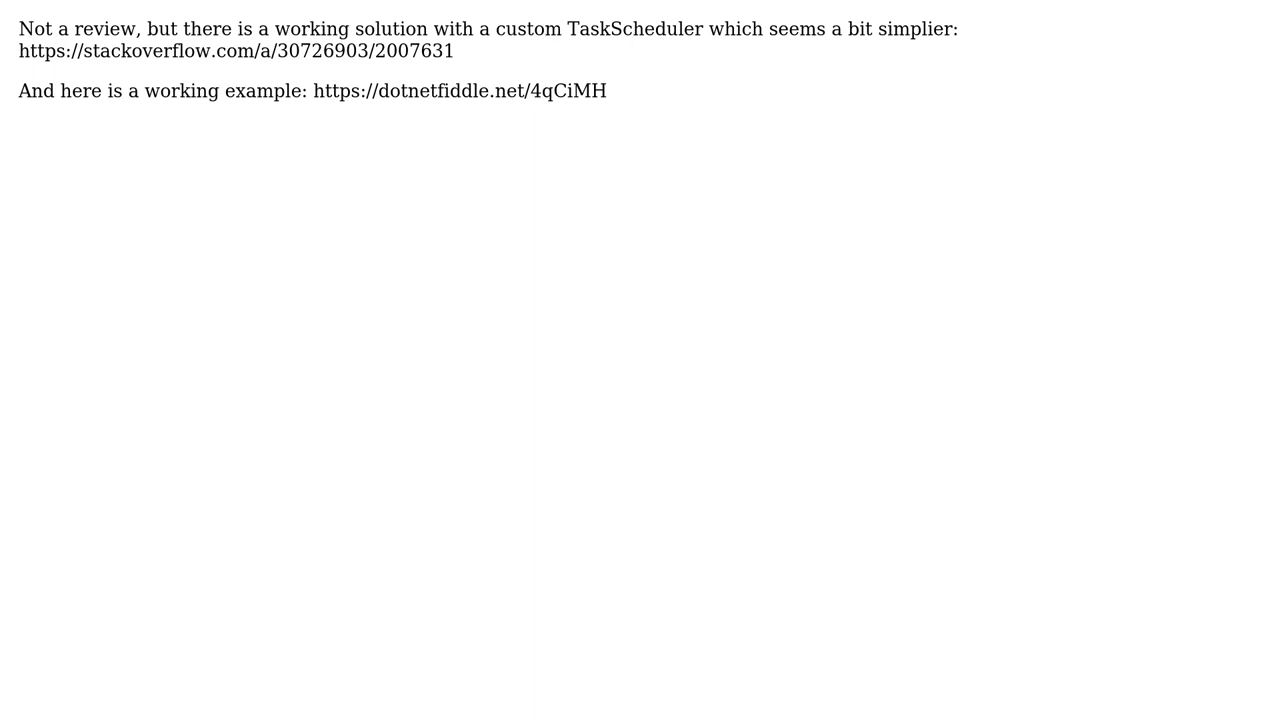 Not a review, but there is a working solution with a custom TaskScheduler which seems a bit simplier:
https://stackoverflow.com/a/30726903/2007631
And here is a working example: https://dotnetfiddle.net/4qCiMH